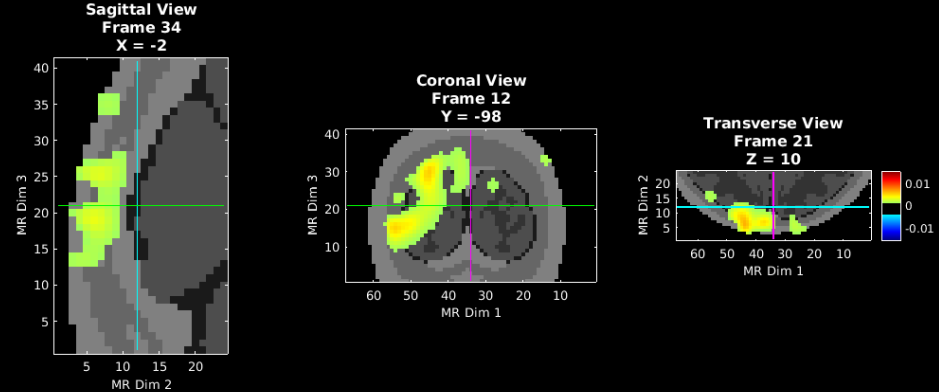 Sagittal View
Frame 34
X = -2
40
35
30
25
20
15
10
5
MR Dim 3
5 10 15 20
MR Dim 2
Coronal View
Frame 12
Y = -98
40
30
20
10
MR Dim 3
60 50 40 30 20 10
MR Dim 1
Transverse View
Frame 21
Z = 10
20
15
10
5
MR Dim 2
60 50 40 30 20 10
MR Dim 1
0.01
0
-0.01